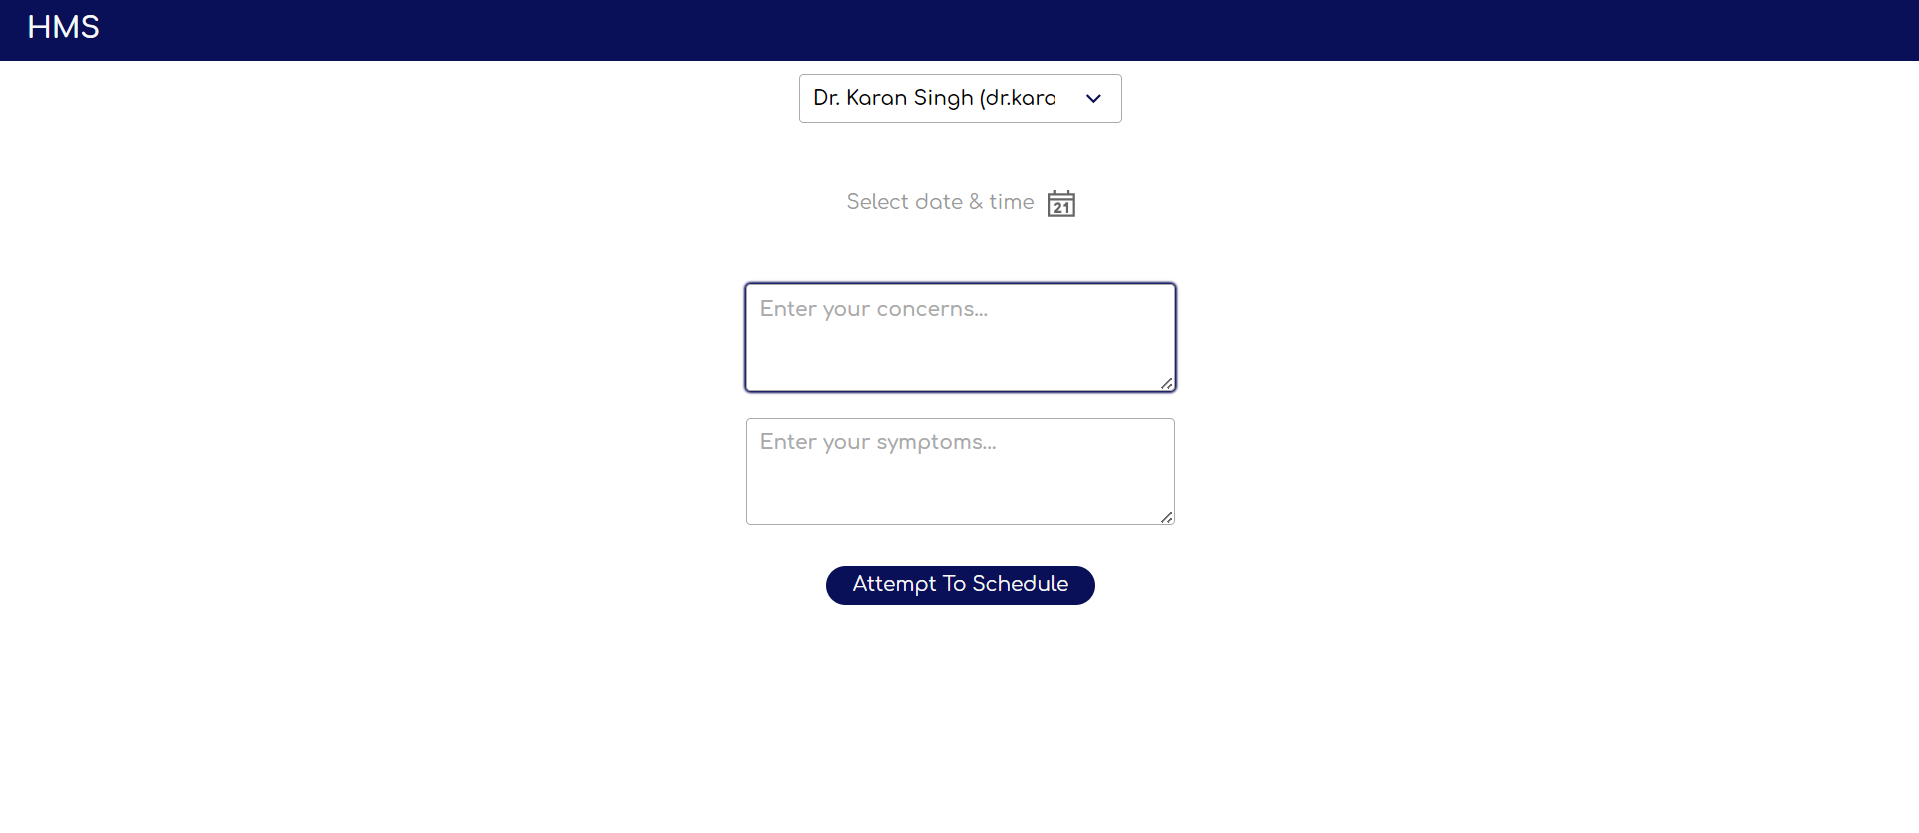 HMS
Dr. Karan Singh (dr.kara
Select date & time
21
Enter your concerns...
Enter your symptoms...
Attempt To Schedule